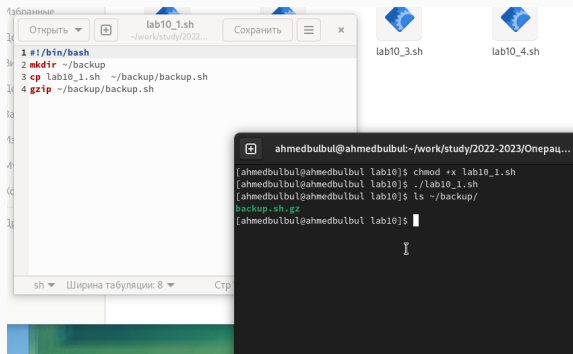 Избранные
Открыть
lab10_1.sh
~/work/study/2022...
Сохранить
1 #!/bin/bash
2 mkdir ~/backup
3 cp lab10_1.sh  ~/backup/backup.sh
4 gzip ~/backup/backup.sh
sh
Ширина табуляции: 8
Стр
lab10_3.sh
lab10_4.sh
ahmedbulbul@ahmedbulbul:~/work/study/2022-2023/Операц...
[ahmedbulbul@ahmedbulbul lab10]$ chmod +x lab10_1.sh
[ahmedbulbul@ahmedbulbul lab10]$ ./lab10_1.sh
[ahmedbulbul@ahmedbulbul lab10]$ ls ~/backup/
backup.sh.gz
[ahmedbulbul@ahmedbulbul lab10]$